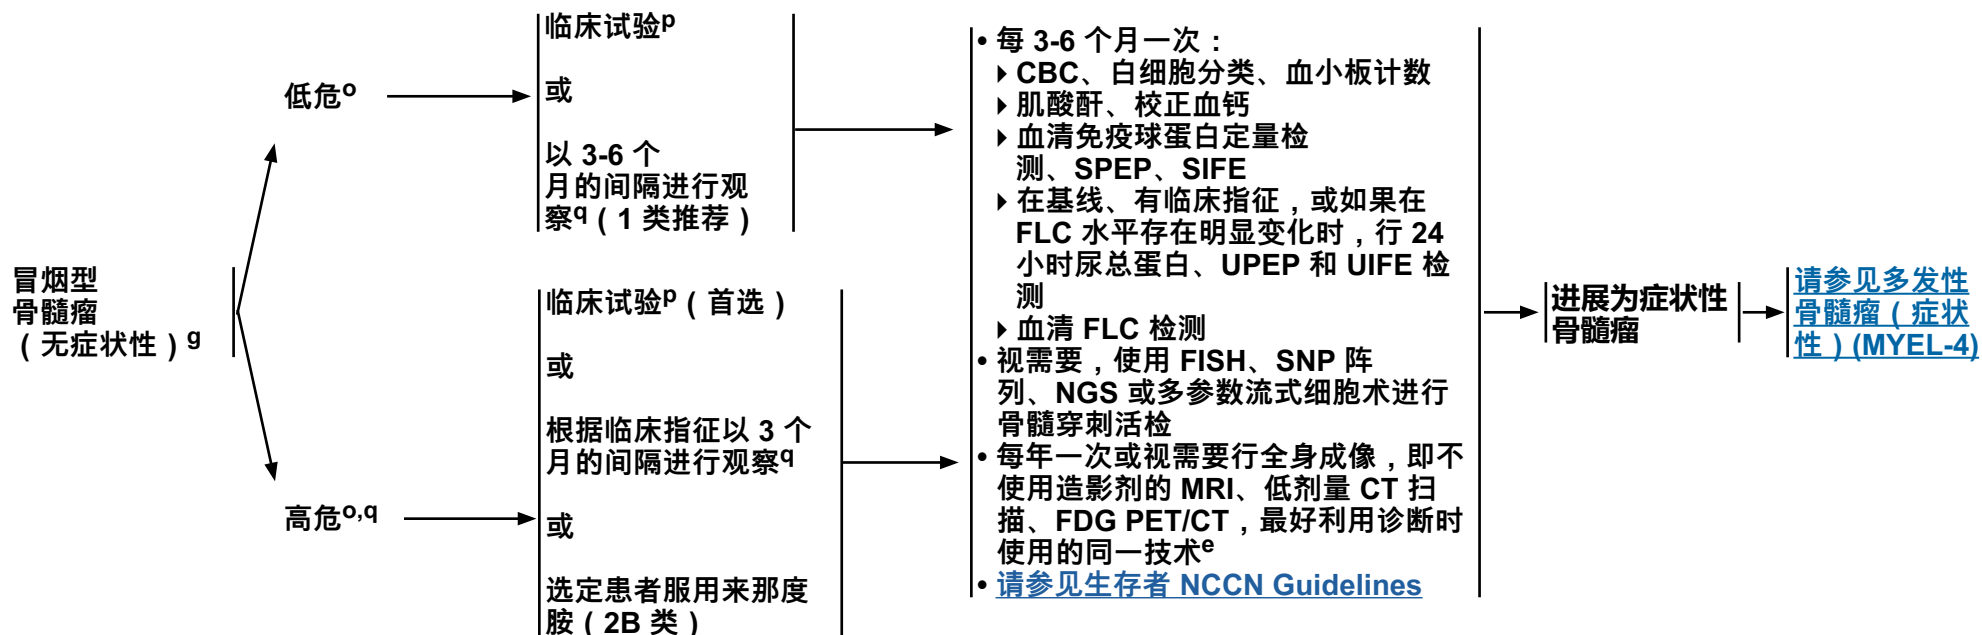 冒烟型
骨髓瘤
（无症状性）g
低危o
高危o,q
临床试验p
或
以 3-6 个
月的间隔进行观
察q（1 类推荐）
临床试验p（首选）
或
根据临床指征以 3 个
月的间隔进行观察q
或
选定患者服用来那度
胺（2B 类）
• 每 3-6 个月一次：
▸ CBC、白细胞分类、血小板计数
▸ 肌酸酐、校正血钙
▸ 血清免疫球蛋白定量检
测、SPEP、SIFE
▸ 在基线、有临床指征，或如果在
FLC 水平存在明显变化时，行 24
小时尿总蛋白、UPEP 和 UIFE 检
测
▸ 血清 FLC 检测
• 视需要，使用 FISH、SNP 阵
列、NGS 或多参数流式细胞术进行
骨髓穿刺活检
• 每年一次或视需要行全身成像，即不
使用造影剂的 MRI、低剂量 CT 扫
描、FDG PET/CT，最好利用诊断时
使用的同一技术e
• 请参见生存者 NCCN Guidelines
进展为症状性
骨髓瘤
请参见多发性
骨髓瘤（症状
性）(MYEL-4)